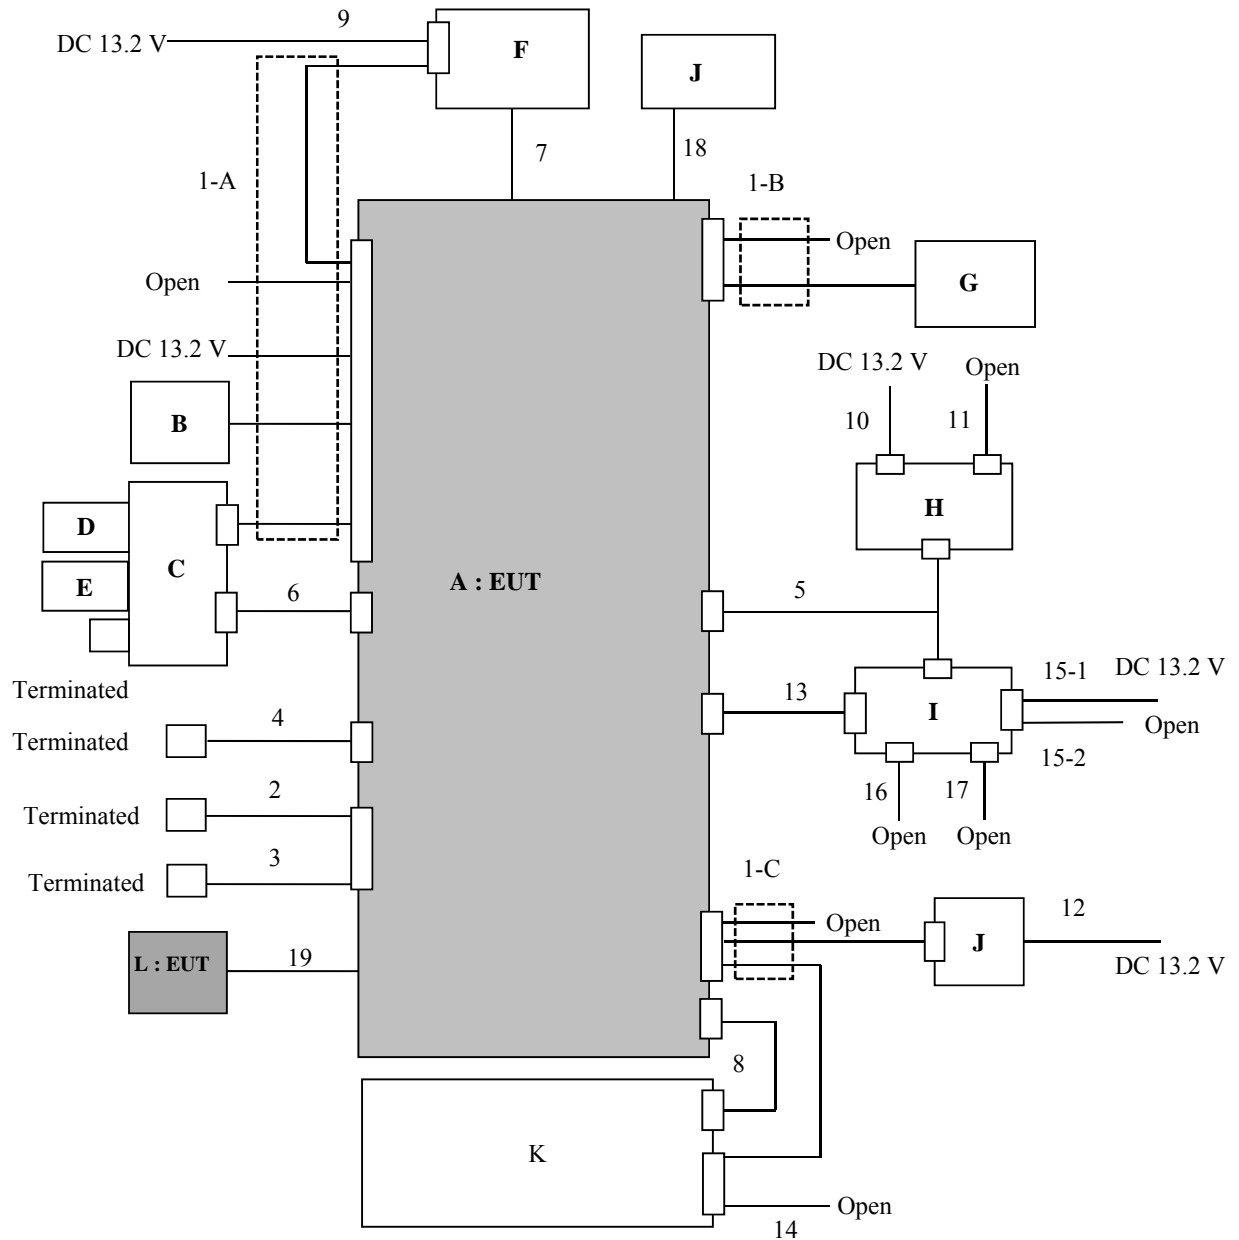 9
DC 13.2 V
F
J
7
18
1-A
1-B
Open
Open
G
DC 13.2 V
DC 13.2 V
Open
B
10
11
D
H
C
E
A : EUT
6
5
Terminated
15-1
DC 13.2 V
13
I
4
Terminated
Open
15-2
2
16
17
Terminated
Open
Open
3
1-C
Terminated
12
Open
J
L : EUT
19
DC 13.2 V
8
K
Open
14